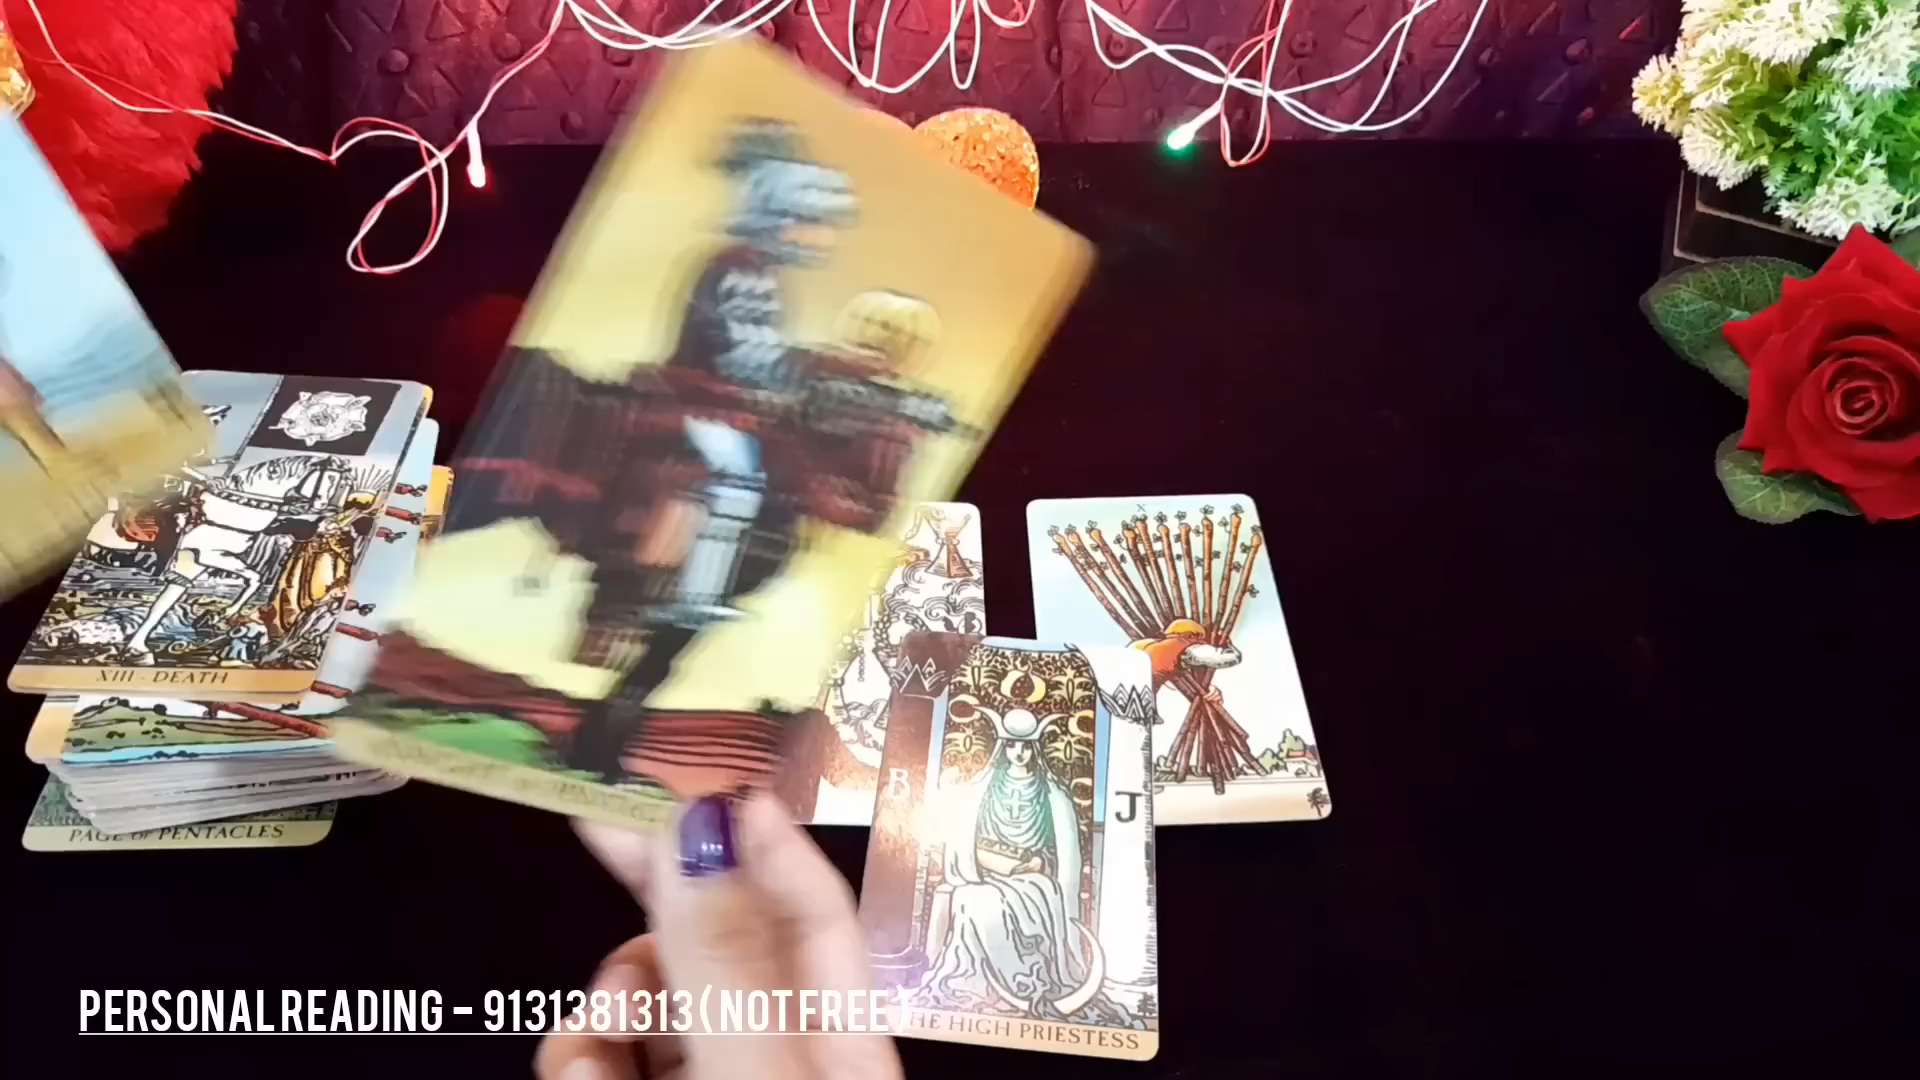 X
XIII · DEATH
B
J
PAGE OF PENTACLES
PERSONAL READING - 9131381313 ( NOT FREE )
THE HIGH PRIESTESS